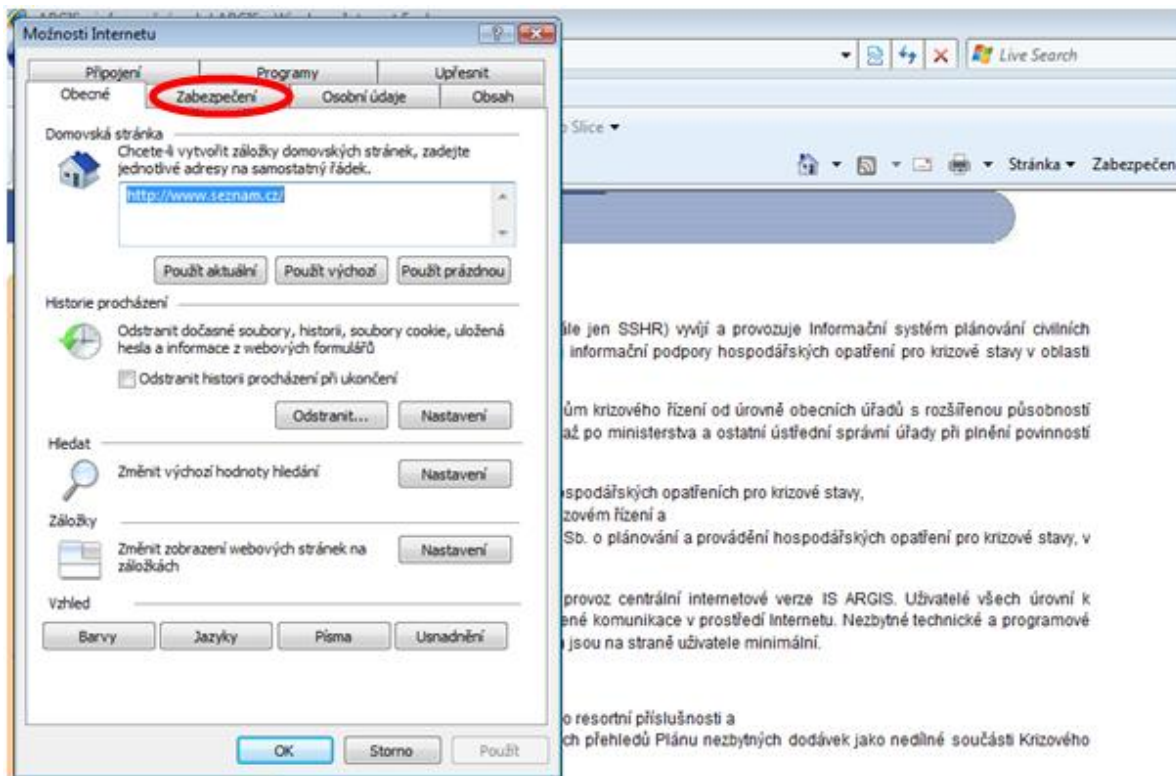 Možnosti Internetu
Live Search
Připojení Programy Upřesnit
Obecné Zabezpečení Osobní údaje Obsah
Slice
Stránka Zabezpečen
Domovská stránka
Chcete-li vytvořit záložky domovských stránek, zadejte
jednotlivé adresy na samostatný řádek.
http://www.seznam.cz/
Použít aktuální Použít výchozí Použít prázdnou
Historie procházení
Odstranit dočasné soubory, historii, soubory cookie, uložená
hesla a informace z webových formulářů
Odstranit historii procházení při ukončení
Odstranit... Nastavení
Hledat
Změnit výchozí hodnoty hledání Nastavení
Záložky
Změnit zobrazení webových stránek na
záložkách
Nastavení
Vzhled
Barvy Jazyky Písma Usnadnění
OK Storno Použít
ále jen SSHR) vyvíjí a provozuje Informační systém plánování civilních
informační podpory hospodářských opatření pro krizové stavy v oblasti
ům krizového řízení od úrovně obecních úřadů s rozšířenou působností
až po ministerstva a ostatní ústřední správní úřady při plnění povinností
ospodářských opatřeních pro krizové stavy,
zovém řízení a
Sb. o plánování a provádění hospodářských opatření pro krizové stavy, v
provoz centrální internetové verze IS ARGIS. Uživatelé všech úrovní k
ené komunikace v prostředí Internetu. Nezbytné technické a programové
jsou na straně uživatele minimální.
o resortní příslušnosti a
ch přehledů Plánu nezbytných dodávek jako nedílné součásti Krizového